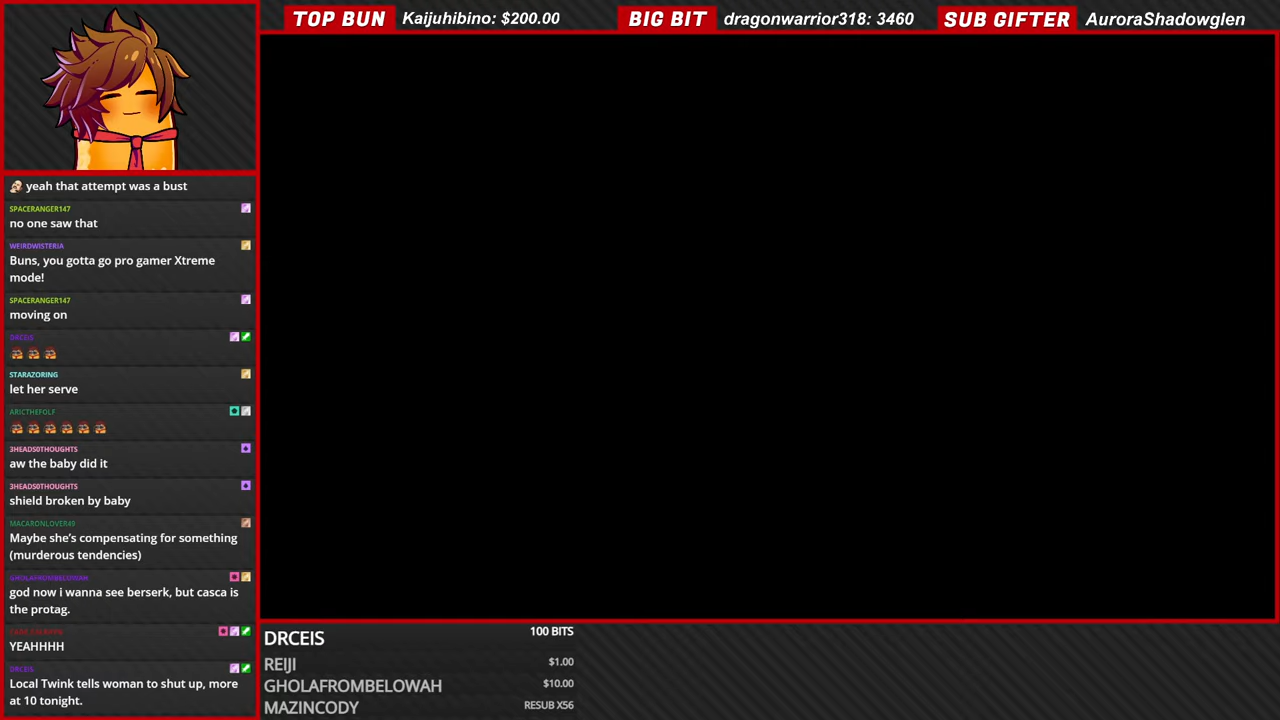 TOP BUN Kaijuhibino: $200.00 BIG BIT dragonwarrior318: 3460 SUB GIFTER AuroraShadowglen
yeah that attempt was a bust
SPACERANGER147
no one saw that
WEIRDWISTERIA
Buns, you gotta go pro gamer Xtreme
mode!
SPACERANGER147
moving on
DRCEIS
STARAZORING
let her serve
ARICTHEFOLF
3HEADS0THOUGHTS
aw the baby did it
3HEADS0THOUGHTS
shield broken by baby
MACARONLOVER49
Maybe she's compensating for something
(murderous tendencies)
GHOLAFROMBELOWAH
god now i wanna see berserk, but casca is
the protag.
YEAHHHH
DRCEIS
Local Twink tells woman to shut up, more
at 10 tonight.
DRCEIS 100 BITS
REIJI $1.00
GHOLAFROMBELOWAH $10.00
MAZINCODY RESUB X56